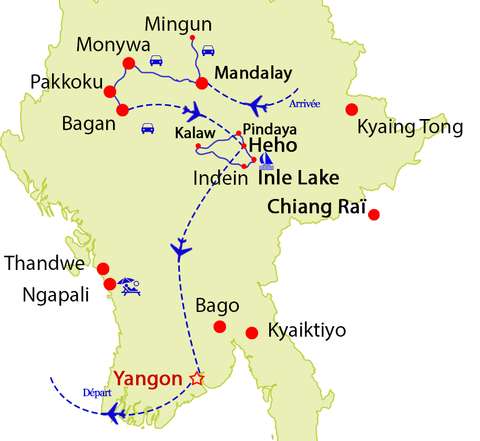 Mingun
Monywa
Mandalay
Pakkoku
Arrivée
Bagan
Kyaing Tong
Pindaya
Kalaw
Heho
Indein
Inle Lake
Chiang Raï
Thandwe
Ngapali
Bago
Kyaiktiyo
Yangon
Départ